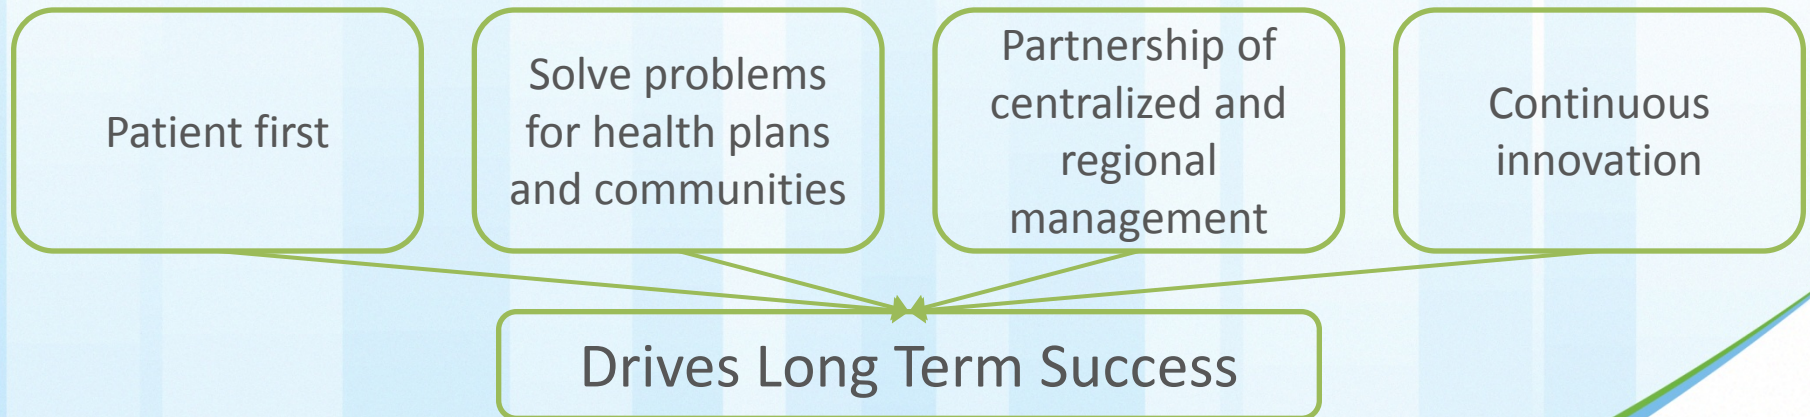 Patient first
Solve problems
for health plans
and communities
Partnership of
centralized and
regional
management
Continuous
innovation
Drives Long Term Success